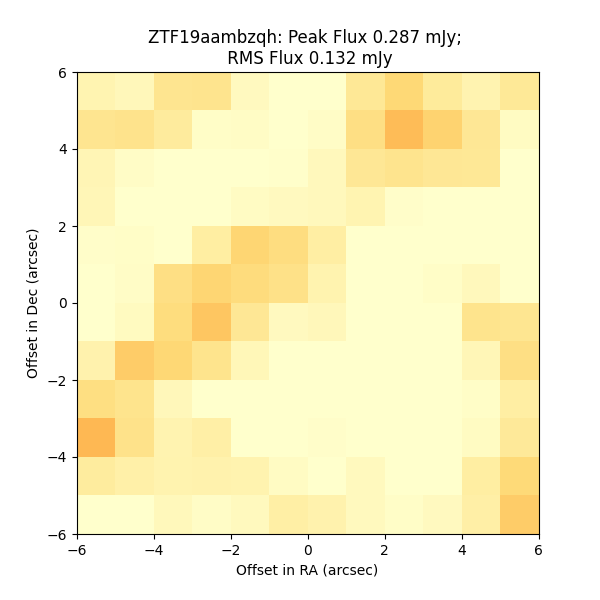 ZTF19aambzqh: Peak Flux 0.287 mJy;
RMS Flux 0.132 mJy
6
4
2
0
−2
−4
−6
Offset in Dec (arcsec)
−6 −4 −2 0 2 4 6
Offset in RA (arcsec)